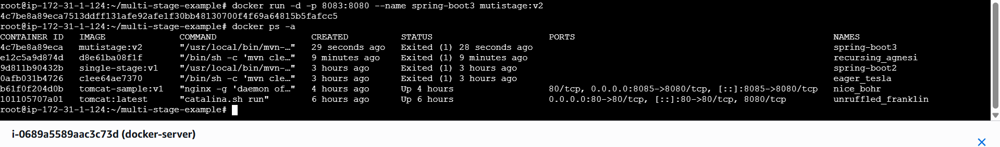 root@ip-172-31-1-124:~/multi-stage-example# docker run -d -p 8083:8080 --name spring-boot3 mutistage:v2
4c7be8a89eca7513ddff131afe92afe1f30bb48130700f4f69a64815b5fafcc5
root@ip-172-31-1-124:~/multi-stage-example# docker ps -a
CONTAINER ID   IMAGE              COMMAND                  CREATED          STATUS                      PORTS                                                 NAMES
4c7be8a89eca   mutistage:v2       "/usr/local/bin/mvn-…"   29 seconds ago   Exited (1) 28 seconds ago                                                         spring-boot3
e12c5a9d874d   d8e61ba08f1f       "/bin/sh -c 'mvn cle…"   9 minutes ago    Exited (1) 9 minutes ago                                                          recursing_agnesi
9d811b90432b   single-stage:v1    "/usr/local/bin/mvn-…"   3 hours ago      Exited (1) 3 hours ago                                                            spring-boot2
0afb031b4726   c1ee64ae7370       "/bin/sh -c 'mvn cle…"   3 hours ago      Exited (1) 3 hours ago                                                            eager_tesla
b61f0f204d0b   tomcat-sample:v1   "nginx -g 'daemon of…"   4 hours ago      Up 4 hours                  80/tcp, 0.0.0.0:8085->8080/tcp, [::]:8085->8080/tcp   nice_bohr
101105707a01   tomcat:latest      "catalina.sh run"        6 hours ago      Up 6 hours                  0.0.0.0:80->80/tcp, [::]:80->80/tcp, 8080/tcp         unruffled_franklin
root@ip-172-31-1-124:~/multi-stage-example#
i-0689a5589aac3c73d (docker-server)